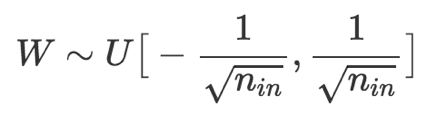 W ∼ U[ − 1/√n_in , 1/√n_in ]